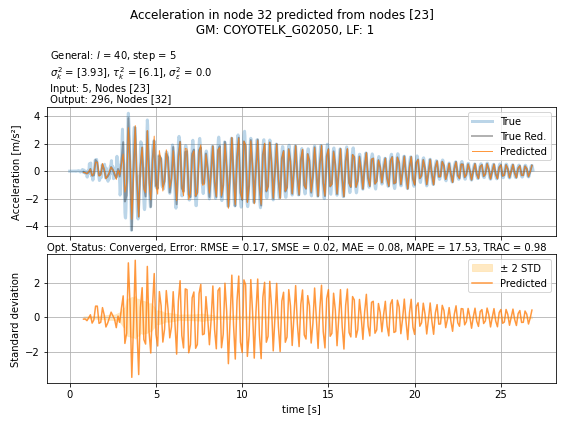 Acceleration in node 32 predicted from nodes [23]
GM: COYOTELK_G02050, LF: 1
General: l = 40, step = 5
σ²ₖ = [3.93], τ²ₖ = [6.1], σ²ε = 0.0
Input: 5, Nodes [23]
Output: 296, Nodes [32]
Acceleration [m/s²]
4
2
0
−2
−4
True
True Red.
Predicted
Opt. Status: Converged, Error: RMSE = 0.17, SMSE = 0.02, MAE = 0.08, MAPE = 17.53, TRAC = 0.98
Standard deviation
2
0
−2
± 2 STD
Predicted
0
5
10
15
20
25
time [s]